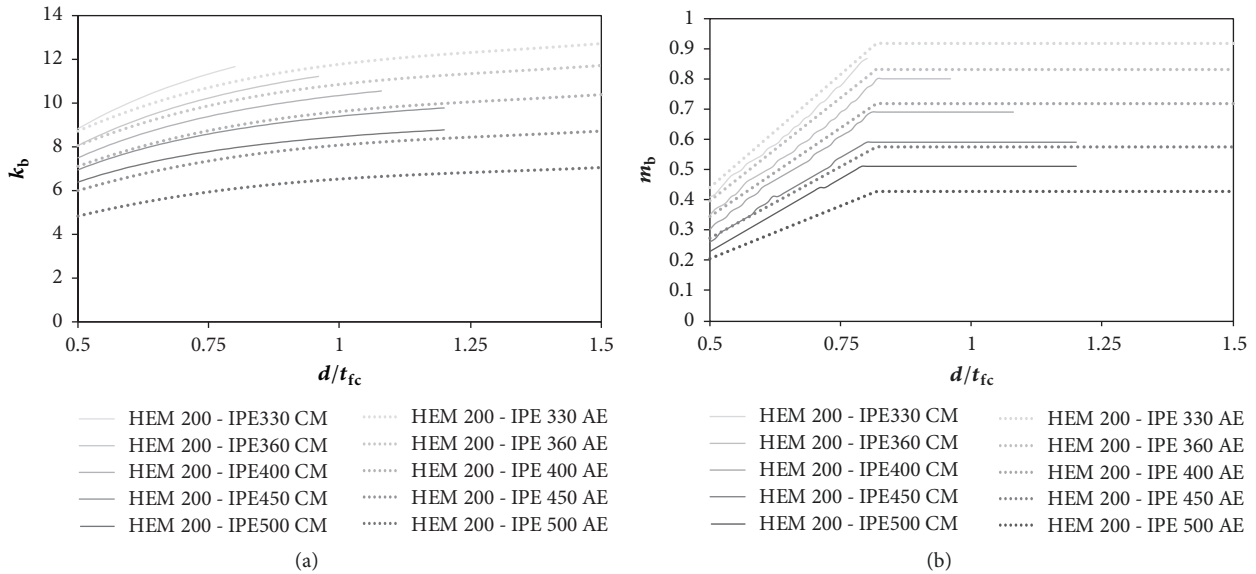 14
12
10
8
6
4
2
0
k_b
0.5 0.75 1 1.25 1.5
d/t_fc
HEM 200 - IPE330 CM
HEM 200 - IPE360 CM
HEM 200 - IPE400 CM
HEM 200 - IPE450 CM
HEM 200 - IPE500 CM
HEM 200 - IPE 330 AE
HEM 200 - IPE 360 AE
HEM 200 - IPE 400 AE
HEM 200 - IPE 450 AE
HEM 200 - IPE 500 AE
(a)
1
0.9
0.8
0.7
0.6
0.5
0.4
0.3
0.2
0.1
0
m_b
0.5 0.75 1 1.25 1.5
d/t_fc
HEM 200 - IPE330 CM
HEM 200 - IPE360 CM
HEM 200 - IPE400 CM
HEM 200 - IPE450 CM
HEM 200 - IPE500 CM
HEM 200 - IPE 330 AE
HEM 200 - IPE 360 AE
HEM 200 - IPE 400 AE
HEM 200 - IPE 450 AE
HEM 200 - IPE 500 AE
(b)